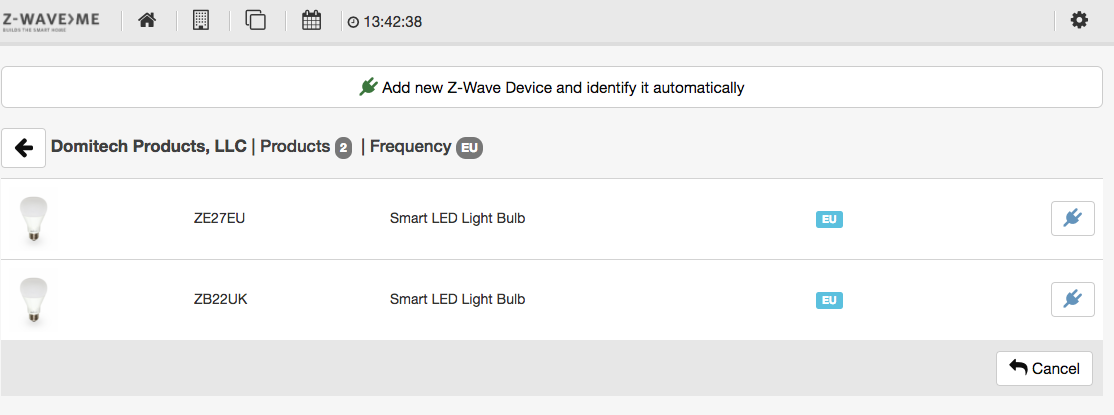 Z-WAVE>ME
BUILDS THE SMART HOME
13:42:38
Add new Z-Wave Device and identify it automatically
Domitech Products, LLC | Products 2 | Frequency EU
ZE27EU Smart LED Light Bulb EU
ZB22UK Smart LED Light Bulb EU
Cancel